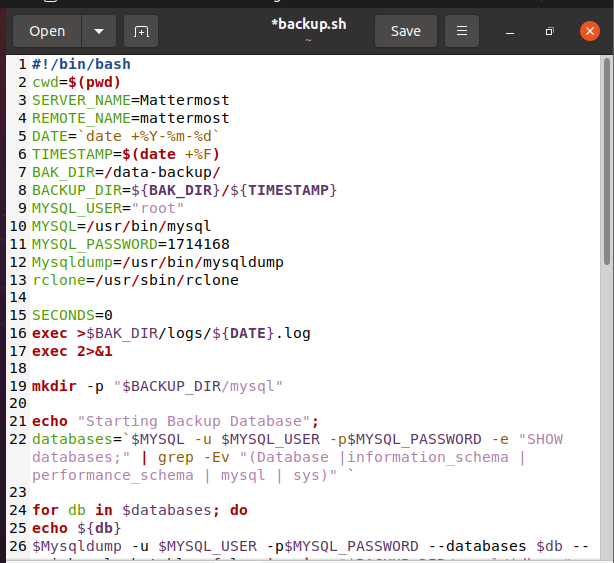 Open
*backup.sh
~
Save
1 #!/bin/bash
2 cwd=$(pwd)
3 SERVER_NAME=Mattermost
4 REMOTE_NAME=mattermost
5 DATE=`date +%Y-%m-%d`
6 TIMESTAMP=$(date +%F)
7 BAK_DIR=/data-backup/
8 BACKUP_DIR=${BAK_DIR}/${TIMESTAMP}
9 MYSQL_USER="root"
10 MYSQL=/usr/bin/mysql
11 MYSQL_PASSWORD=1714168
12 Mysqldump=/usr/bin/mysqldump
13 rclone=/usr/sbin/rclone
14
15 SECONDS=0
16 exec >$BAK_DIR/logs/${DATE}.log
17 exec 2>&1
18
19 mkdir -p "$BACKUP_DIR/mysql"
20
21 echo "Starting Backup Database";
22 databases=`$MYSQL -u $MYSQL_USER -p$MYSQL_PASSWORD -e "SHOW
databases;" | grep -Ev "(Database |information_schema |
performance_schema | mysql | sys)" `
23
24 for db in $databases; do
25 echo ${db}
26 $Mysqldump -u $MYSQL_USER -p$MYSQL_PASSWORD --databases $db --